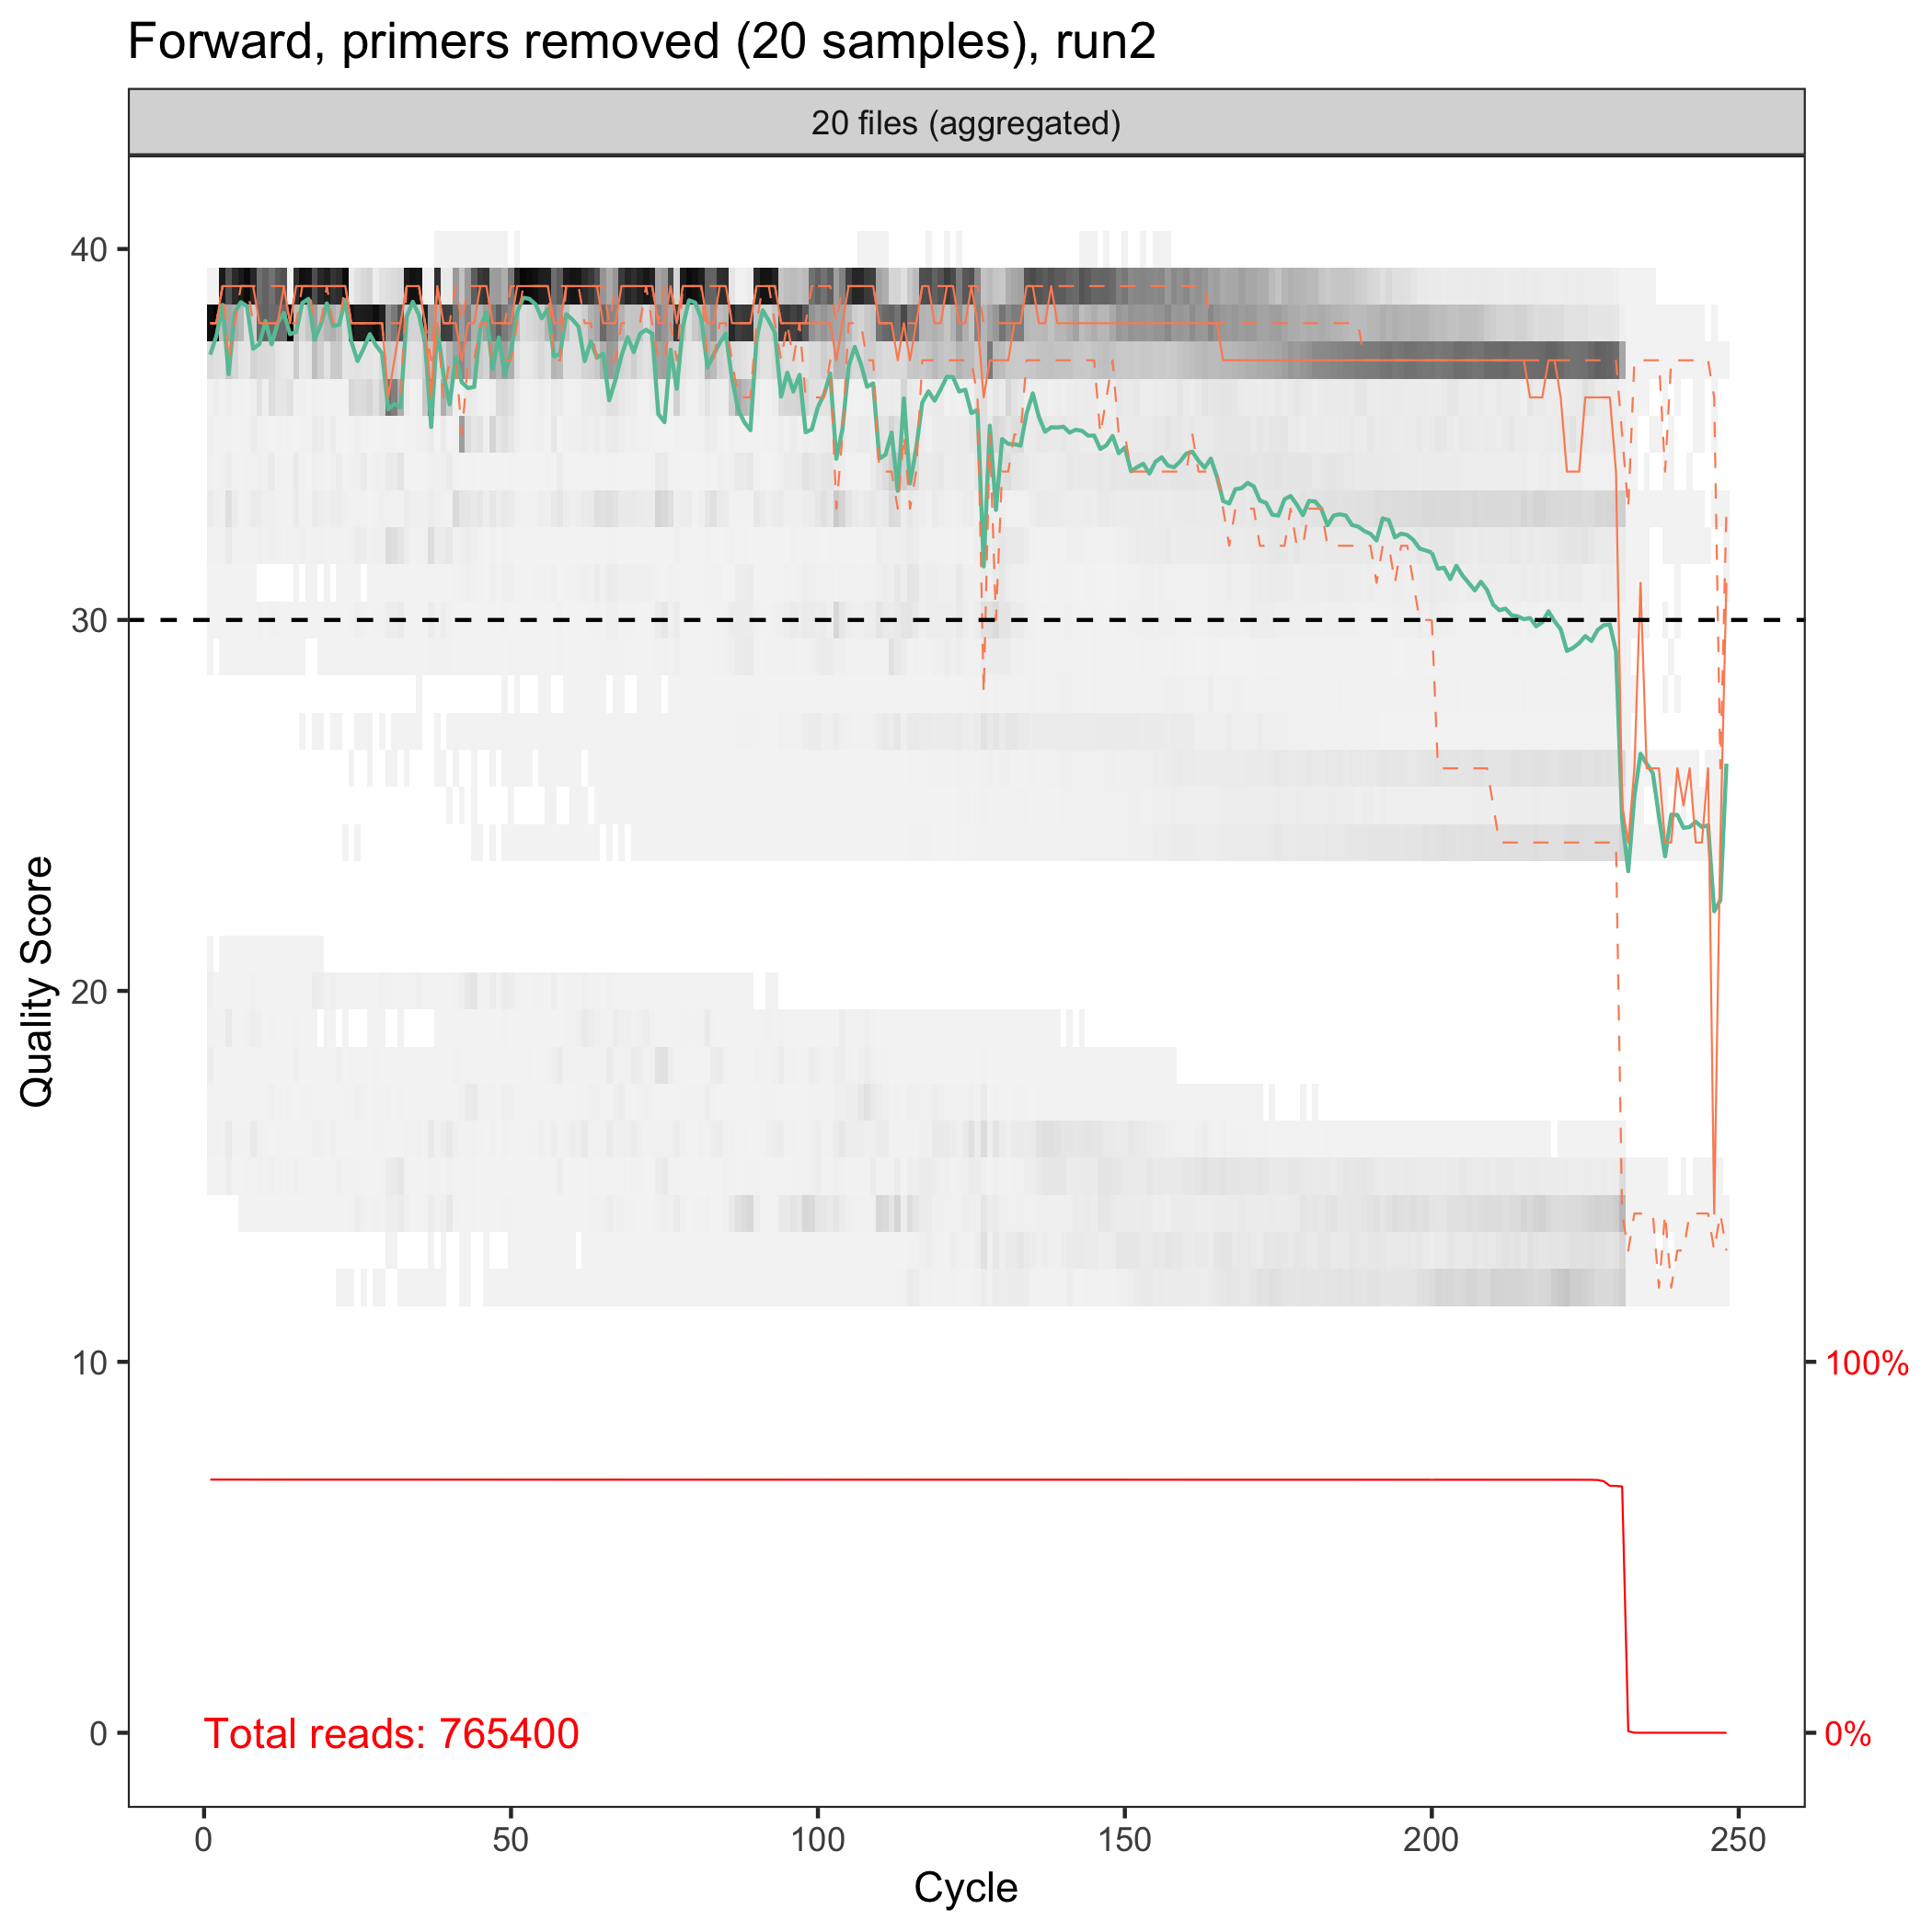 Forward, primers removed (20 samples), run2
20 files (aggregated)
40
30
20
10
0
Quality Score
100%
0%
Total reads: 765400
0
50
100
150
200
250
Cycle